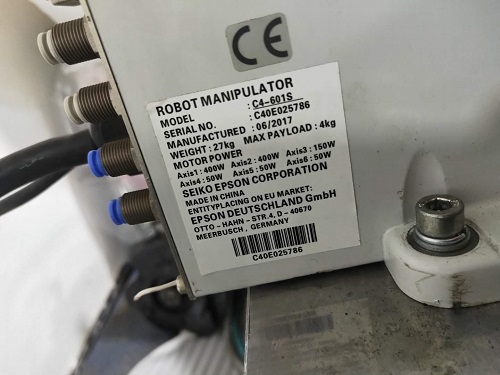 CE
ROBOT MANIPULATOR
MODEL : C4-601S
SERIAL NO. : C40E025786
MANUFACTURED : 06/2017
WEIGHT : 27kg MAX PAYLOAD : 4kg
MOTOR POWER
Axis1 : 400W Axis2 : 400W Axis3 : 150W
Axis4 : 50W Axis5 : 50W Axis6 : 50W
SEIKO EPSON CORPORATION
MADE IN CHINA
ENTITYPLACING ON EU MARKET:
EPSON DEUTSCHLAND GmbH
OTTO - HAHN - STR.4, D - 40670
MEERBUSCH , GERMANY
C40E025786